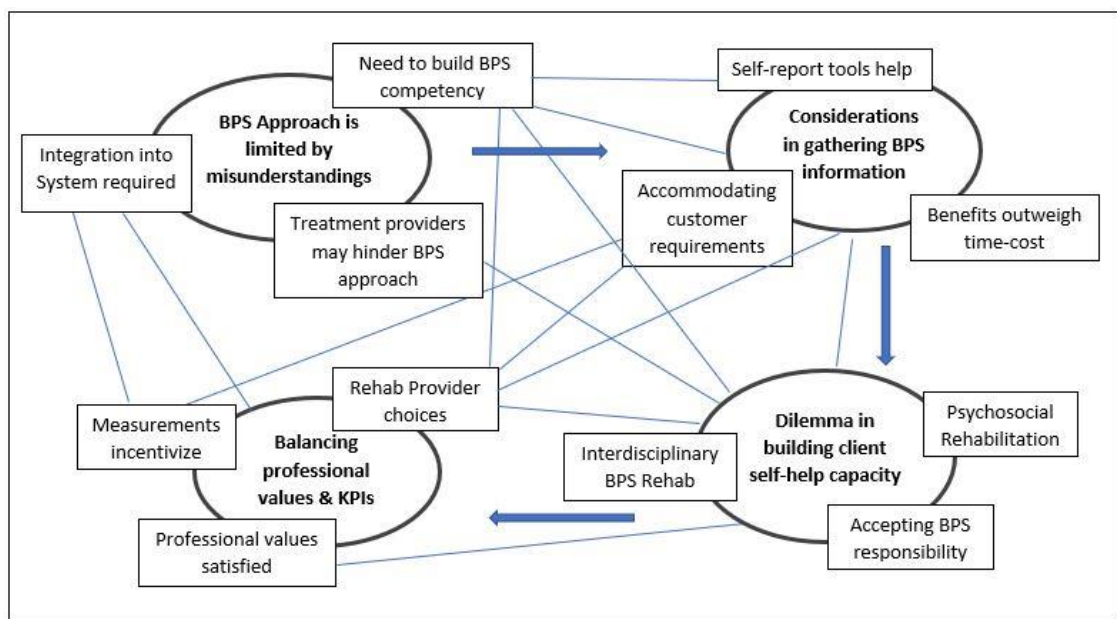 Need to build BPS
competency
BPS Approach is
limited by
misunderstandings
Integration into
System required
Treatment providers
may hinder BPS
approach
Self-report tools help
Considerations
in gathering BPS
information
Accommodating
customer
requirements
Benefits outweigh
time-cost
Rehab Provider
choices
Measurements
incentivize
Balancing
professional
values & KPIs
Professional values
satisfied
Dilemma in
building client
self-help capacity
Psychosocial
Rehabilitation
Interdisciplinary
BPS Rehab
Accepting BPS
responsibility